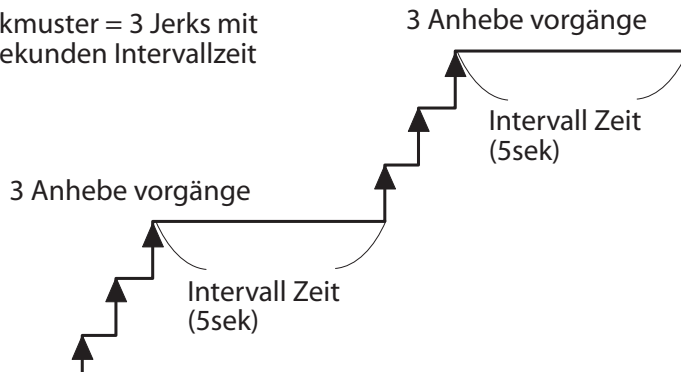 kmuster = 3 Jerks mit
ekunden Intervallzeit
3 Anhebe vorgänge
Intervall Zeit
(5sek)
3 Anhebe vorgänge
Intervall Zeit
(5sek)